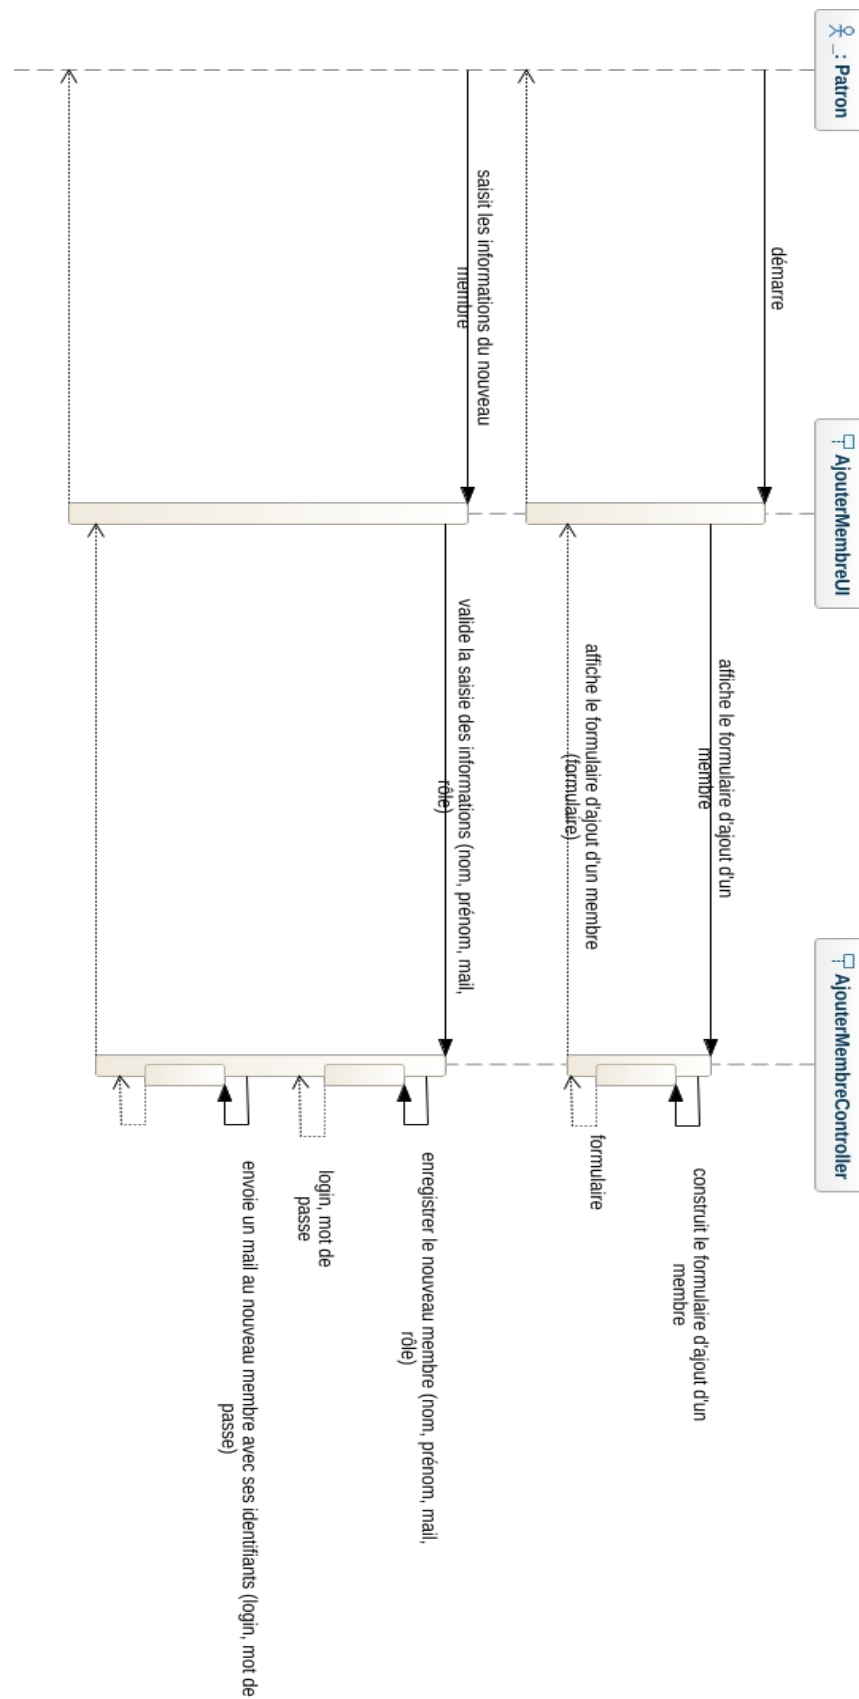 _: Patron
AjouterMembreUI
AjouterMembreController
démarre
affiche le formulaire d'ajout d'un
membre
construit le formulaire d'ajout d'un
membre
formulaire
affiche le formulaire d'ajout d'un membre
(formulaire)
saisit les informations du nouveau
membre
valide la saisie des informations (nom, prénom, mail,
rôle)
enregistrer le nouveau membre (nom, prénom, mail,
rôle)
login, mot de
passe
envoie un mail au nouveau membre avec ses identifiants (login, mot de
passe)